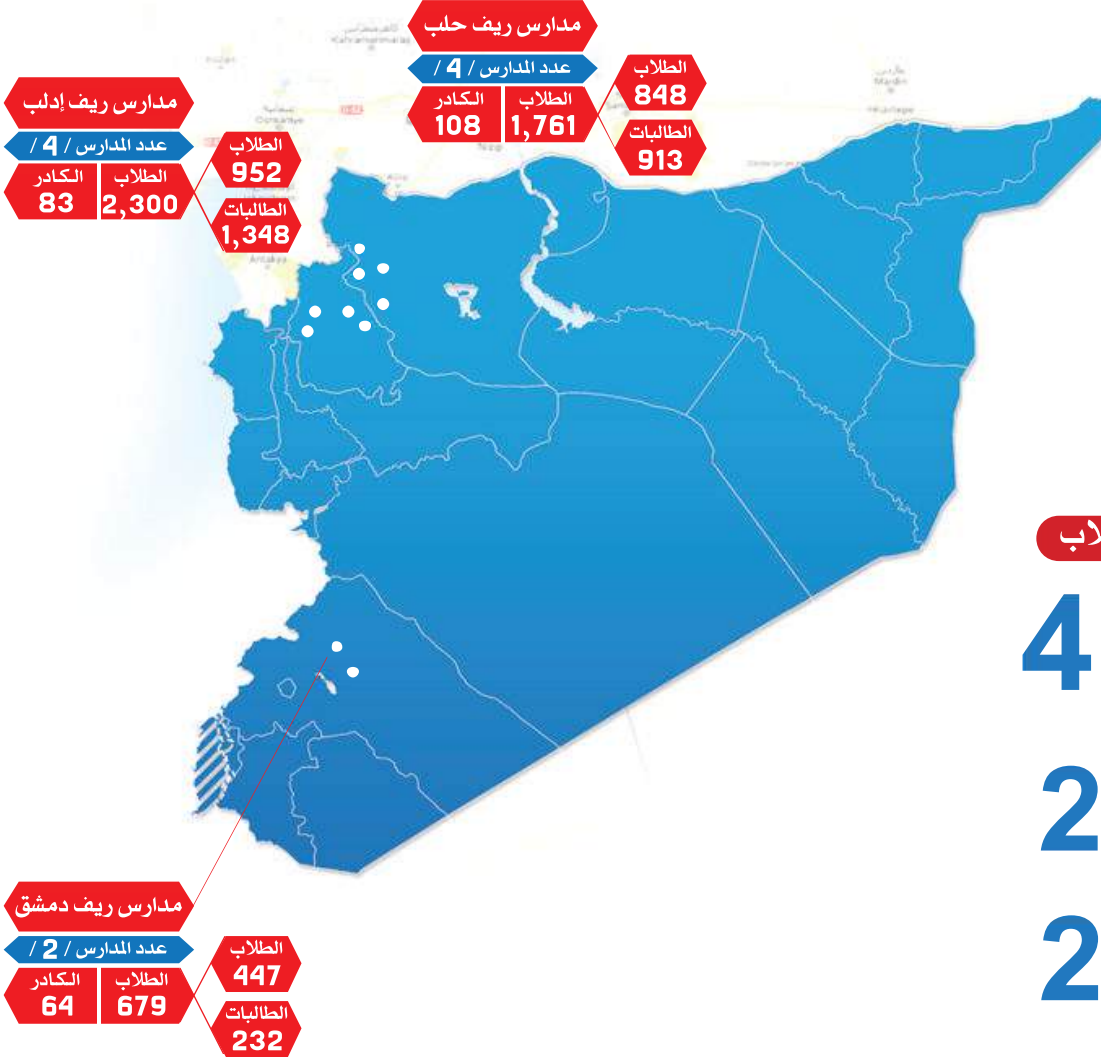 مدارس ريف حلب
عدد المدارس / 4 /
الطلاب
1,761
الكادر
108
الطلاب
848
الطالبات
913
مدارس ريف إدلب
عدد المدارس / 4 /
الطلاب
2,300
الكادر
83
الطلاب
952
الطالبات
1,348
Antakya
مدارس ريف دمشق
عدد المدارس / 2 /
الطلاب
679
الكادر
64
الطلاب
447
الطالبات
232
4
2
2